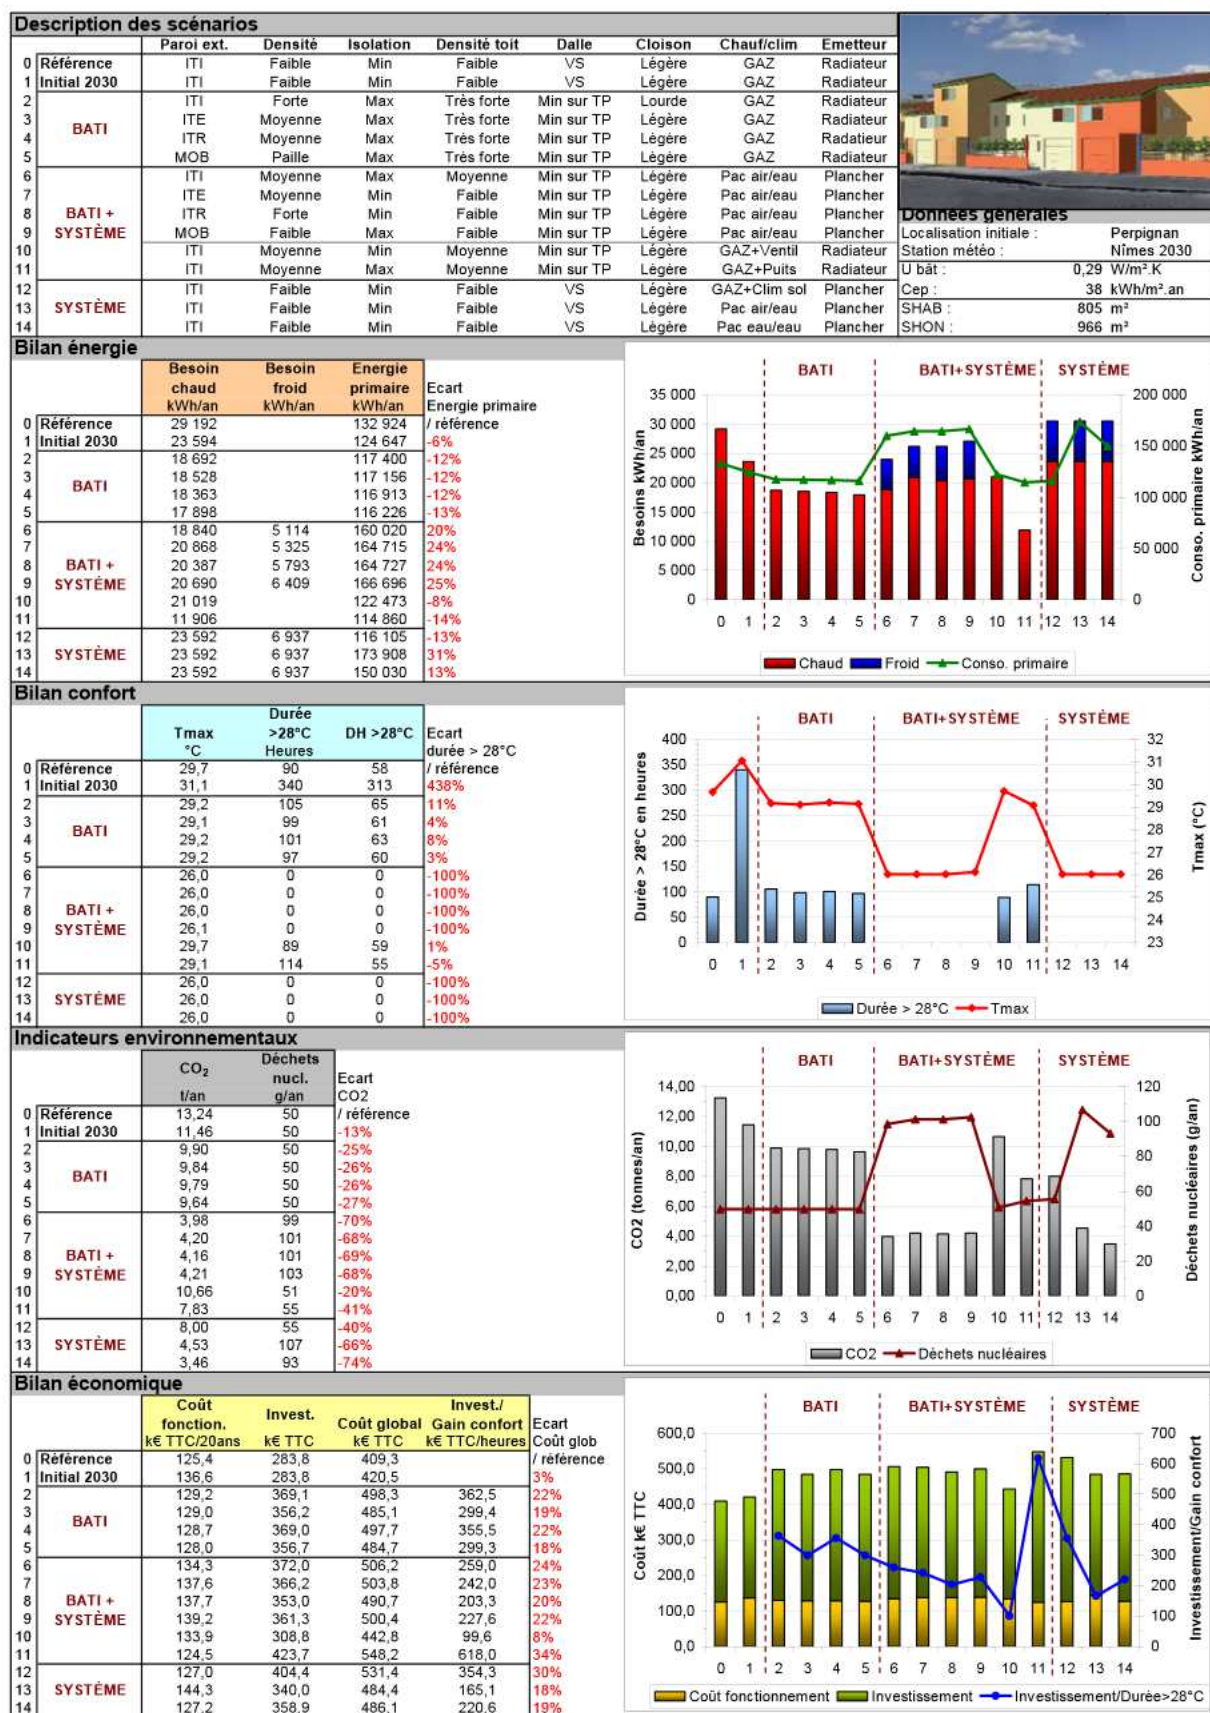 Description des scénarios
Paroi ext. Densité Isolation Densité toit Dalle Cloison Chauf/clim Emetteur
0 Référence ITI Faible Min Faible VS Légère GAZ Radiateur
1 Initial 2030 ITI Faible Min Faible VS Légère GAZ Radiateur
2 ITI Forte Max Très forte Min sur TP Lourde GAZ Radiateur
3 ITE Moyenne Max Très forte Min sur TP Légère GAZ Radiateur
BATI
4 ITR Moyenne Max Très forte Min sur TP Légère GAZ Radatieur
5 MOB Paille Max Très forte Min sur TP Légère GAZ Radiateur
6 ITI Moyenne Max Moyenne Min sur TP Légère Pac air/eau Plancher
7 ITE Moyenne Min Faible Min sur TP Légère Pac air/eau Plancher
8 BATI + ITR Forte Min Faible Min sur TP Légère Pac air/eau Plancher
9 SYSTÈME MOB Faible Max Faible Min sur TP Légère Pac air/eau Plancher
10 ITI Moyenne Min Moyenne Min sur TP Légère GAZ+Ventil Radiateur
11 ITI Moyenne Max Moyenne Min sur TP Légère GAZ+Puits Radiateur
12 ITI Faible Min Faible VS Légère GAZ+Clim sol Plancher
13 SYSTÈME ITI Faible Min Faible VS Légère Pac air/eau Plancher
14 ITI Faible Min Faible VS Légère Pac eau/eau Plancher
Données générales
Localisation initiale : Perpignan
Station météo : Nîmes 2030
U bât : 0,29 W/m².K
Cep : 38 kWh/m².an
SHAB : 805 m²
SHON : 966 m²
Bilan énergie
Besoin Besoin Energie
chaud froid primaire Ecart
kWh/an kWh/an kWh/an Energie primaire
0 Référence 29 192 132 924 / référence
1 Initial 2030 23 594 124 647 -6%
2 18 692 117 400 -12%
3 18 528 117 156 -12%
BATI
4 18 363 116 913 -12%
5 17 898 116 226 -13%
6 18 840 5 114 160 020 20%
7 20 868 5 325 164 715 24%
8 BATI + 20 387 5 793 164 727 24%
9 SYSTÈME 20 690 6 409 166 696 25%
10 21 019 122 473 -8%
11 11 906 114 860 -14%
12 23 592 6 937 116 105 -13%
13 SYSTÈME 23 592 6 937 173 908 31%
14 23 592 6 937 150 030 13%
BATI BATI+SYSTÈME SYSTÈME
Besoins kWh/an
35 000
30 000
25 000
20 000
15 000
10 000
5 000
0
Conso. primaire kWh/an
200 000
150 000
100 000
50 000
0
0 1 2 3 4 5 6 7 8 9 10 11 12 13 14
Chaud Froid Conso. primaire
Bilan confort
Durée
Tmax >28°C DH >28°C Ecart
°C Heures durée > 28°C
0 Référence 29,7 90 58 / référence
1 Initial 2030 31,1 340 313 438%
2 29,2 105 65 11%
3 29,1 99 61 4%
BATI
4 29,2 101 63 8%
5 29,2 97 60 3%
6 26,0 0 0 -100%
7 26,0 0 0 -100%
8 BATI + 26,0 0 0 -100%
9 SYSTÈME 26,1 0 0 -100%
10 29,7 89 59 1%
11 29,1 114 55 -5%
12 26,0 0 0 -100%
13 SYSTÈME 26,0 0 0 -100%
14 26,0 0 0 -100%
BATI BATI+SYSTÈME SYSTÈME
Durée > 28°C en heures
400
350
300
250
200
150
100
50
0
Tmax (°C)
32
31
30
29
28
27
26
25
24
23
0 1 2 3 4 5 6 7 8 9 10 11 12 13 14
Durée > 28°C Tmax
Indicateurs environnementaux
CO2 Déchets
nucl. Ecart
t/an g/an CO2
0 Référence 13,24 50 / référence
1 Initial 2030 11,46 50 -13%
2 9,90 50 -25%
3 9,84 50 -26%
BATI
4 9,79 50 -26%
5 9,64 50 -27%
6 3,98 99 -70%
7 4,20 101 -68%
8 BATI + 4,16 101 -69%
9 SYSTÈME 4,21 103 -68%
10 10,66 51 -20%
11 7,83 55 -41%
12 8,00 55 -40%
13 SYSTÈME 4,53 107 -66%
14 3,46 93 -74%
BATI BATI+SYSTÈME SYSTÈME
CO2 (tonnes/an)
14,00
12,00
10,00
8,00
6,00
4,00
2,00
0,00
Déchets nucléaires (g/an)
120
100
80
60
40
20
0
0 1 2 3 4 5 6 7 8 9 10 11 12 13 14
CO2 Déchets nucléaires
Bilan économique
Coût Invest./
fonction. Invest. Coût global Gain confort Ecart
k€ TTC/20ans k€ TTC k€ TTC k€ TTC/heures Coût glob
0 Référence 125,4 283,8 409,3 / référence
1 Initial 2030 136,6 283,8 420,5 3%
2 129,2 369,1 498,3 362,5 22%
3 129,0 356,2 485,1 299,4 19%
BATI
4 128,7 369,0 497,7 355,5 22%
5 128,0 356,7 484,7 299,3 18%
6 134,3 372,0 506,2 259,0 24%
7 137,6 366,2 503,8 242,0 23%
8 BATI + 137,7 353,0 490,7 203,3 20%
9 SYSTÈME 139,2 361,3 500,4 227,6 22%
10 133,9 308,8 442,8 99,6 8%
11 124,5 423,7 548,2 618,0 34%
12 127,0 404,4 531,4 354,3 30%
13 SYSTÈME 144,3 340,0 484,4 165,1 18%
14 127,2 358,9 486,1 220,6 19%
BATI BATI+SYSTÈME SYSTÈME
Coût k€ TTC
600,0
500,0
400,0
300,0
200,0
100,0
0,0
Investissement/Gain confort
700
600
500
400
300
200
100
0
0 1 2 3 4 5 6 7 8 9 10 11 12 13 14
Coût fonctionnement Investissement Investissement/Durée>28°C